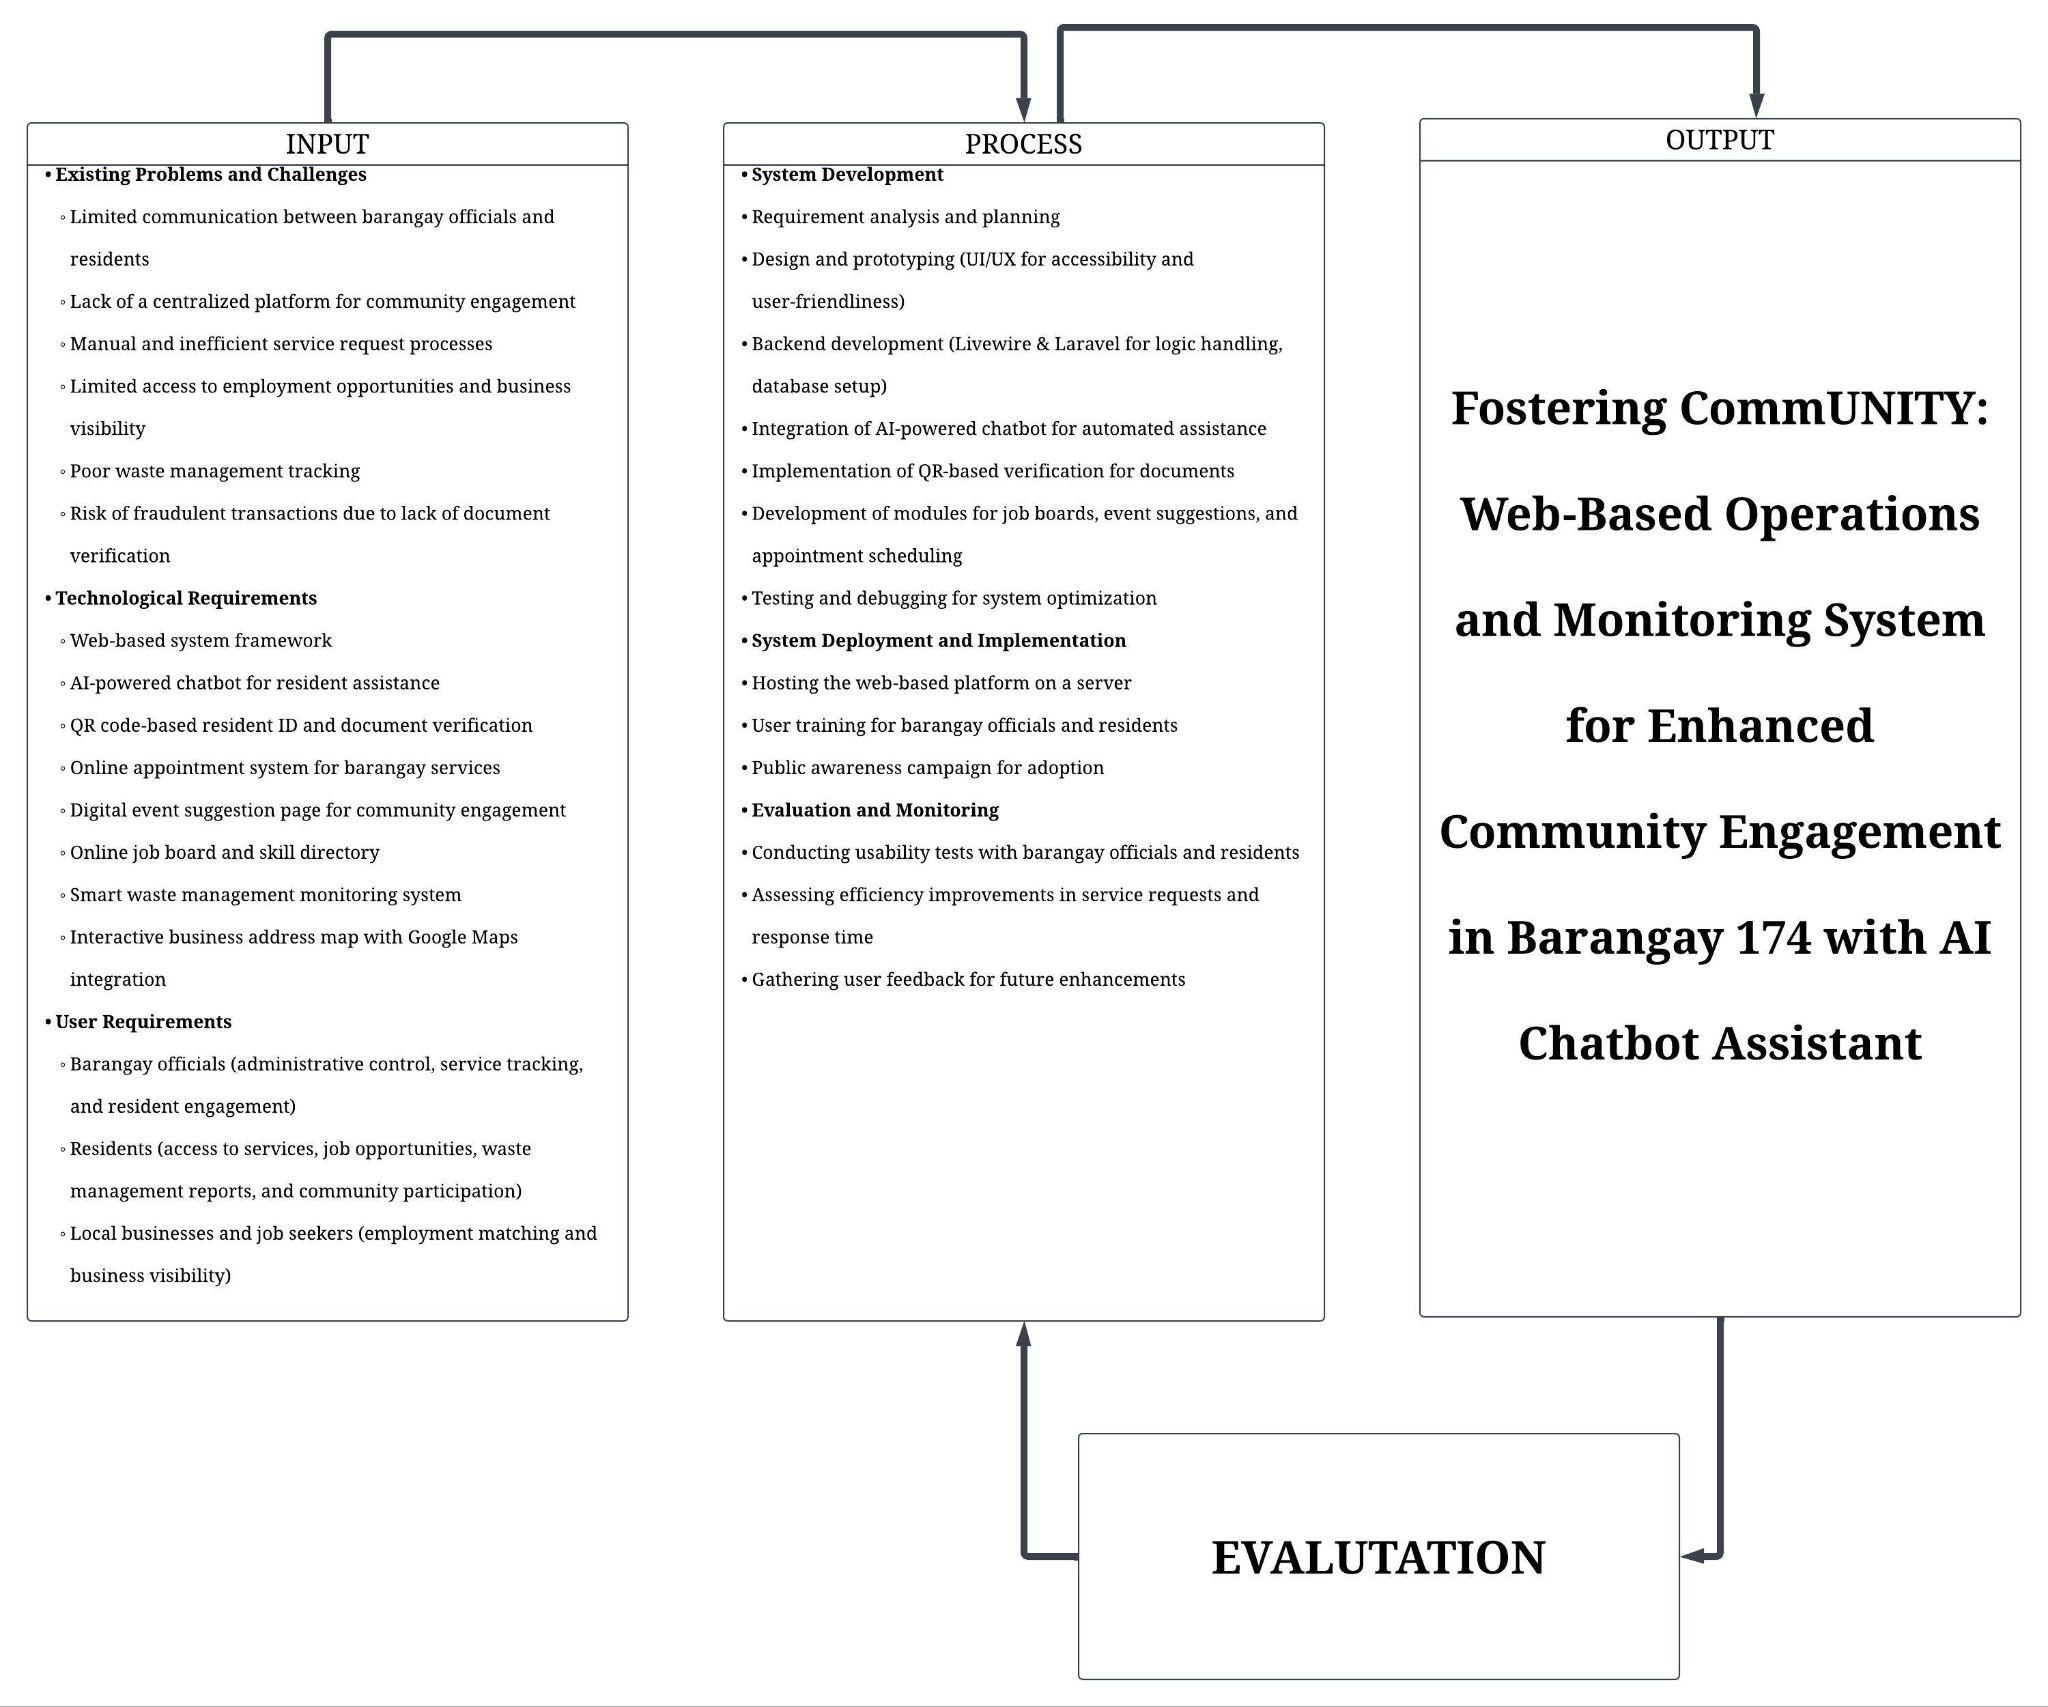 INPUT
• Existing Problems and Challenges
◦ Limited communication between barangay officials and
residents
◦ Lack of a centralized platform for community engagement
◦ Manual and inefficient service request processes
◦ Limited access to employment opportunities and business
visibility
◦ Poor waste management tracking
◦ Risk of fraudulent transactions due to lack of document
verification
• Technological Requirements
◦ Web-based system framework
◦ AI-powered chatbot for resident assistance
◦ QR code-based resident ID and document verification
◦ Online appointment system for barangay services
◦ Digital event suggestion page for community engagement
◦ Online job board and skill directory
◦ Smart waste management monitoring system
◦ Interactive business address map with Google Maps
integration
• User Requirements
◦ Barangay officials (administrative control, service tracking,
and resident engagement)
◦ Residents (access to services, job opportunities, waste
management reports, and community participation)
◦ Local businesses and job seekers (employment matching and
business visibility)
PROCESS
• System Development
• Requirement analysis and planning
• Design and prototyping (UI/UX for accessibility and
user-friendliness)
• Backend development (Livewire & Laravel for logic handling,
database setup)
• Integration of AI-powered chatbot for automated assistance
• Implementation of QR-based verification for documents
• Development of modules for job boards, event suggestions, and
appointment scheduling
• Testing and debugging for system optimization
• System Deployment and Implementation
• Hosting the web-based platform on a server
• User training for barangay officials and residents
• Public awareness campaign for adoption
• Evaluation and Monitoring
• Conducting usability tests with barangay officials and residents
• Assessing efficiency improvements in service requests and
response time
• Gathering user feedback for future enhancements
OUTPUT
Fostering CommUNITY:
Web-Based Operations
and Monitoring System
for Enhanced
Community Engagement
in Barangay 174 with AI
Chatbot Assistant
EVALUTATION